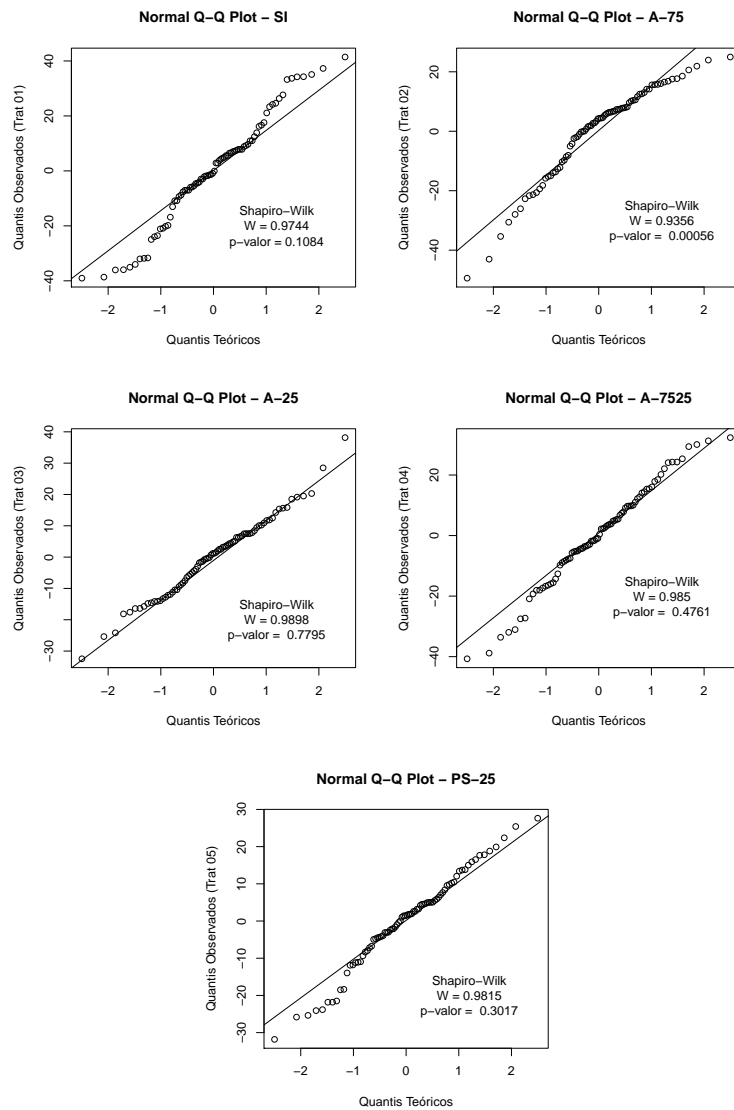 Normal Q−Q Plot − SI
Quantis Observados (Trat 01)
40
20
0
−20
−40
Shapiro−Wilk
W = 0.9744
p−valor = 0.1084
−2 −1 0 1 2
Quantis Teóricos
Normal Q−Q Plot − A−75
Quantis Observados (Trat 02)
20
0
−20
−40
Shapiro−Wilk
W = 0.9356
p−valor = 0.00056
−2 −1 0 1 2
Quantis Teóricos
Normal Q−Q Plot − A−25
Quantis Observados (Trat 03)
40
30
20
10
0
−10
−30
Shapiro−Wilk
W = 0.9898
p−valor = 0.7795
−2 −1 0 1 2
Quantis Teóricos
Normal Q−Q Plot − A−7525
Quantis Observados (Trat 04)
20
0
−20
−40
Shapiro−Wilk
W = 0.985
p−valor = 0.4761
−2 −1 0 1 2
Quantis Teóricos
Normal Q−Q Plot − PS−25
Quantis Observados (Trat 05)
30
20
10
0
−10
−20
−30
Shapiro−Wilk
W = 0.9815
p−valor = 0.3017
−2 −1 0 1 2
Quantis Teóricos